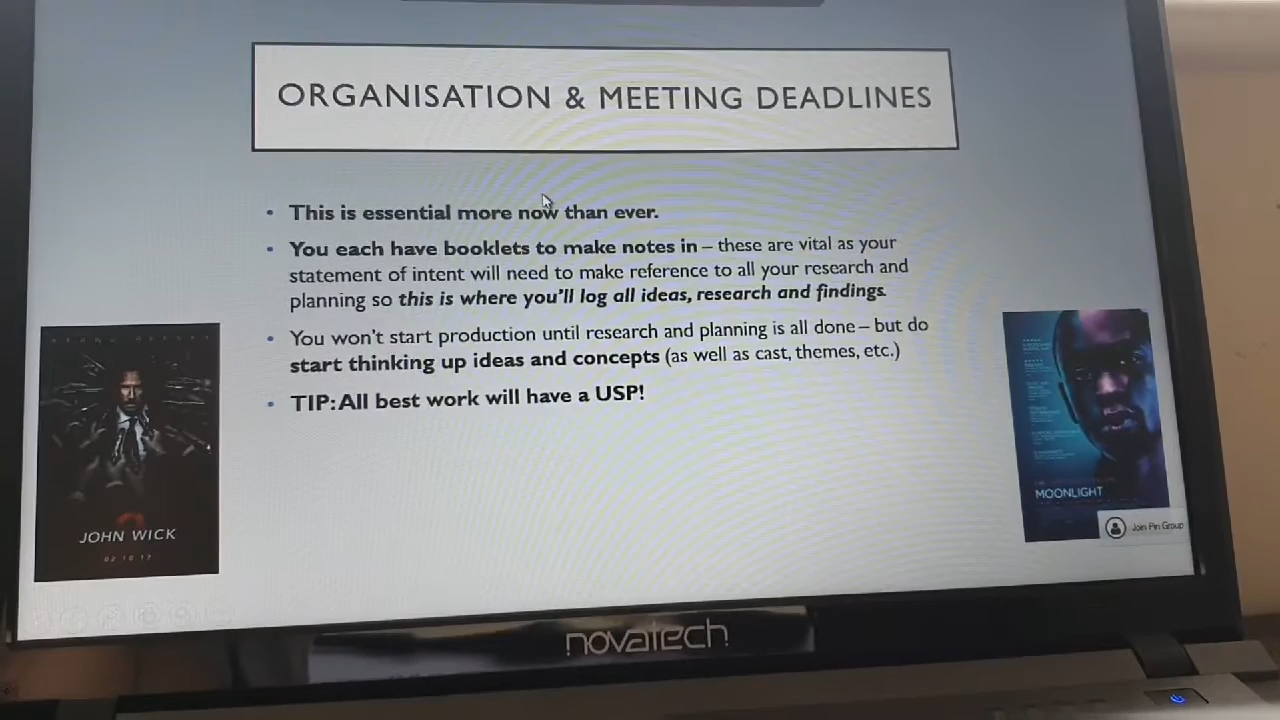 ORGANISATION & MEETING DEADLINES
• This is essential more now than ever.
• You each have booklets to make notes in – these are vital as your
statement of intent will need to make reference to all your research and
planning so this is where you'll log all ideas, research and findings.
• You won't start production until research and planning is all done – but do
start thinking up ideas and concepts (as well as cast, themes, etc.)
• TIP: All best work will have a USP!
JOHN WICK
02.10.17
MOONLIGHT
Join Pin Group
novatech